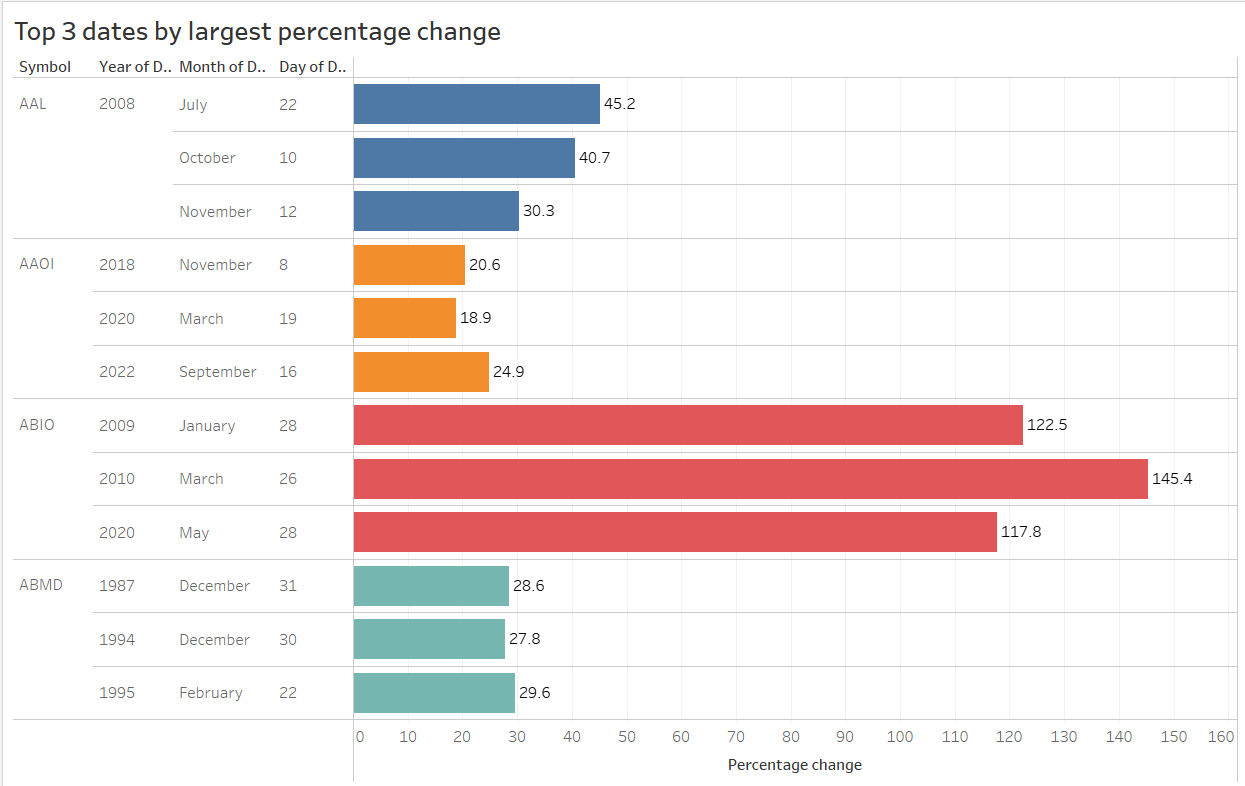 Top 3 dates by largest percentage change
Symbol Year of D.. Month of D.. Day of D..
AAL 2008 July 22 45.2
October 10 40.7
November 12 30.3
AAOI 2018 November 8 20.6
2020 March 19 18.9
2022 September 16 24.9
ABIO 2009 January 28 122.5
2010 March 26 145.4
2020 May 28 117.8
ABMD 1987 December 31 28.6
1994 December 30 27.8
1995 February 22 29.6
0 10 20 30 40 50 60 70 80 90 100 110 120 130 140 150 160
Percentage change